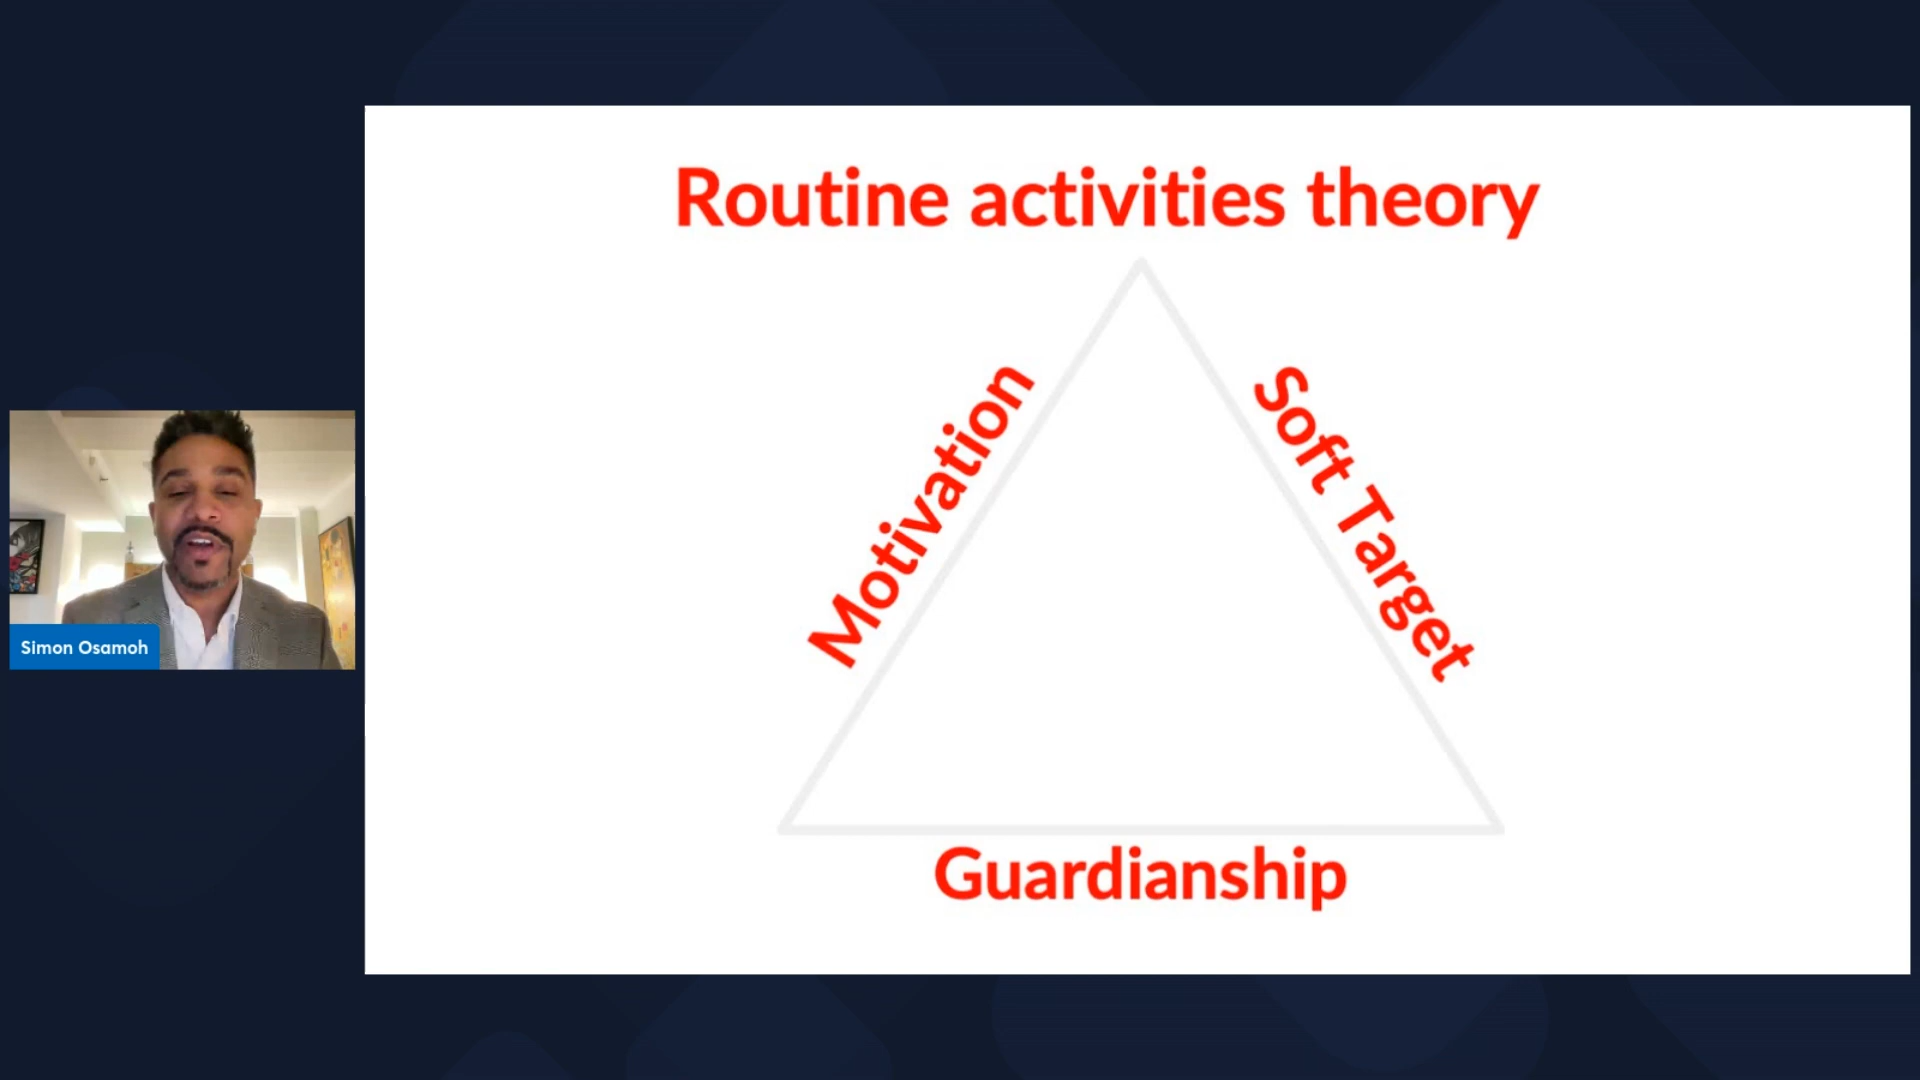 Routine activities theory
Motivation
Soft Target
Guardianship
Simon Osamoh